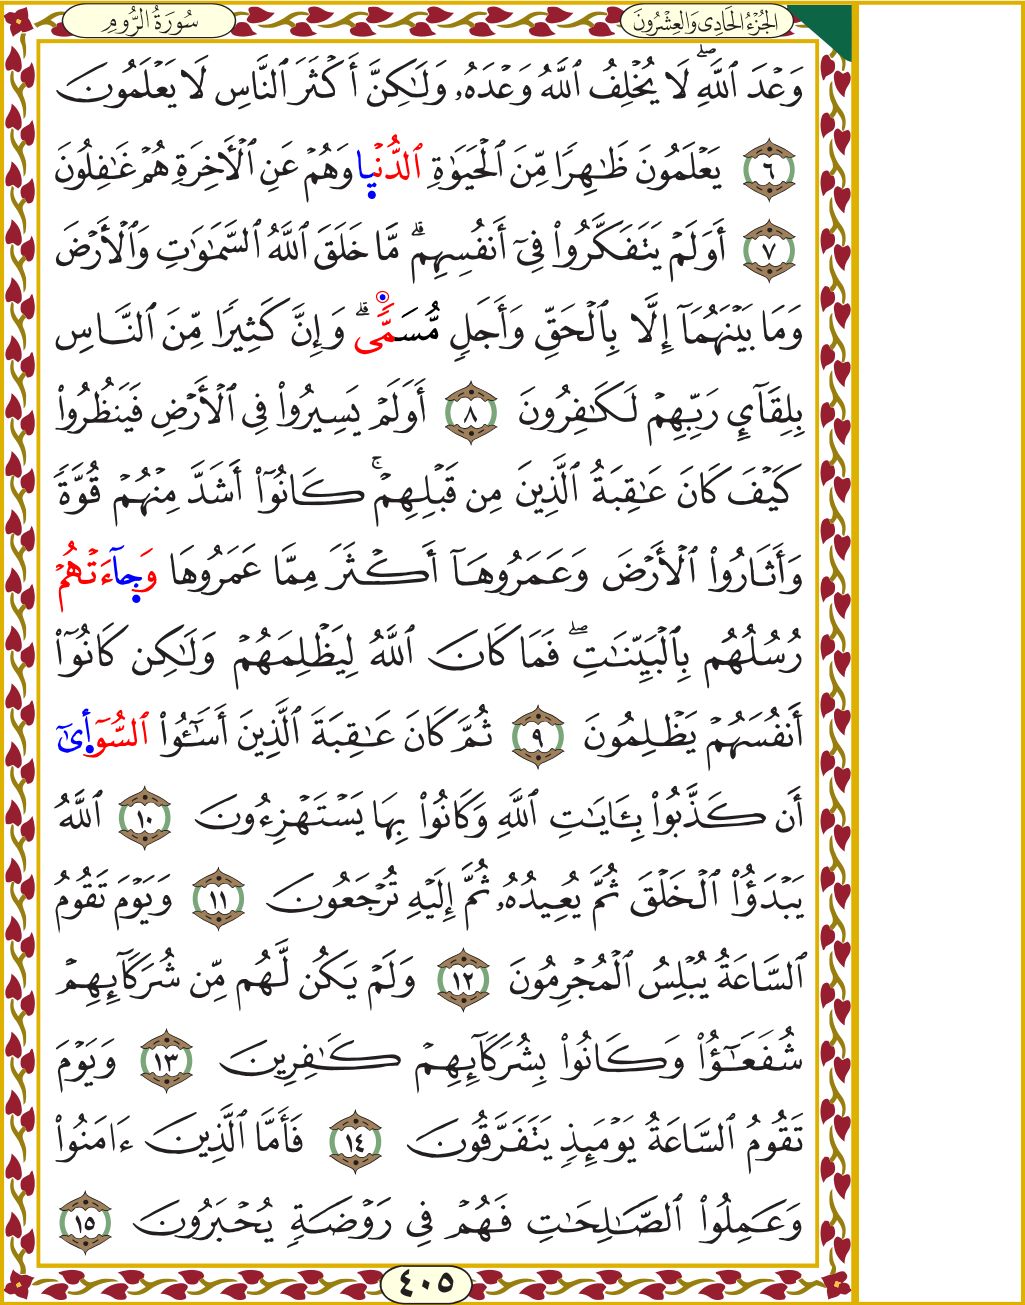 الجُزْءُ الحَادِى وَالعِشْرُونَ
سُورَةُ الرُّومِ
وَعْدَ ٱللَّهِۖ لَا يُخْلِفُ ٱللَّهُ وَعْدَهُۥ وَلَٰكِنَّ أَكْثَرَ ٱلنَّاسِ لَا يَعْلَمُونَ
٦ يَعْلَمُونَ ظَٰهِرًا مِّنَ ٱلْحَيَوٰةِ ٱلدُّنْيا وَهُمْ عَنِ ٱلْأَخِرَةِ هُمْ غَٰفِلُونَ
٧ أَوَلَمْ يَتَفَكَّرُوا۟ فِىٓ أَنفُسِهِمۗ مَّا خَلَقَ ٱللَّهُ ٱلسَّمَٰوَٰتِ وَٱلْأَرْضَ
وَمَا بَيْنَهُمَآ إِلَّا بِٱلْحَقِّ وَأَجَلٍ مُّسَمًّىۗ وَإِنَّ كَثِيرًا مِّنَ ٱلنَّاسِ
بِلِقَآئِ رَبِّهِمْ لَكَٰفِرُونَ ٨ أَوَلَمْ يَسِيرُوا۟ فِى ٱلْأَرْضِ فَيَنظُرُوا۟
كَيْفَ كَانَ عَٰقِبَةُ ٱلَّذِينَ مِن قَبْلِهِمْۚ كَانُوٓا۟ أَشَدَّ مِنْهُمْ قُوَّةً
وَأَثَارُوا۟ ٱلْأَرْضَ وَعَمَرُوهَآ أَكْثَرَ مِمَّا عَمَرُوهَا وَجآءَتْهُمْ
رُسُلُهُم بِٱلْبَيِّنَٰتِۖ فَمَا كَانَ ٱللَّهُ لِيَظْلِمَهُمْ وَلَٰكِن كَانُوٓا۟
أَنفُسَهُمْ يَظْلِمُونَ ٩ ثُمَّ كَانَ عَٰقِبَةَ ٱلَّذِينَ أَسَٰٓـُٔوا۟ ٱلسُّوٓأىٓ
أَن كَذَّبُوا۟ بِـَٔايَٰتِ ٱللَّهِ وَكَانُوا۟ بِهَا يَسْتَهْزِءُونَ ١٠ ٱللَّهُ
يَبْدَؤُا۟ ٱلْخَلْقَ ثُمَّ يُعِيدُهُۥ ثُمَّ إِلَيْهِ تُرْجَعُونَ ١١ وَيَوْمَ تَقُومُ
ٱلسَّاعَةُ يُبْلِسُ ٱلْمُجْرِمُونَ ١٢ وَلَمْ يَكُن لَّهُم مِّن شُرَكَآئِهِمْ
شُفَعَٰٓؤُا۟ وَكَانُوا۟ بِشُرَكَآئِهِمْ كَٰفِرِينَ ١٣ وَيَوْمَ
تَقُومُ ٱلسَّاعَةُ يَوْمَئِذٍ يَتَفَرَّقُونَ ١٤ فَأَمَّا ٱلَّذِينَ ءَامَنُوا۟
وَعَمِلُوا۟ ٱلصَّٰلِحَٰتِ فَهُمْ فِى رَوْضَةٍ يُحْبَرُونَ ١٥
٤٠٥